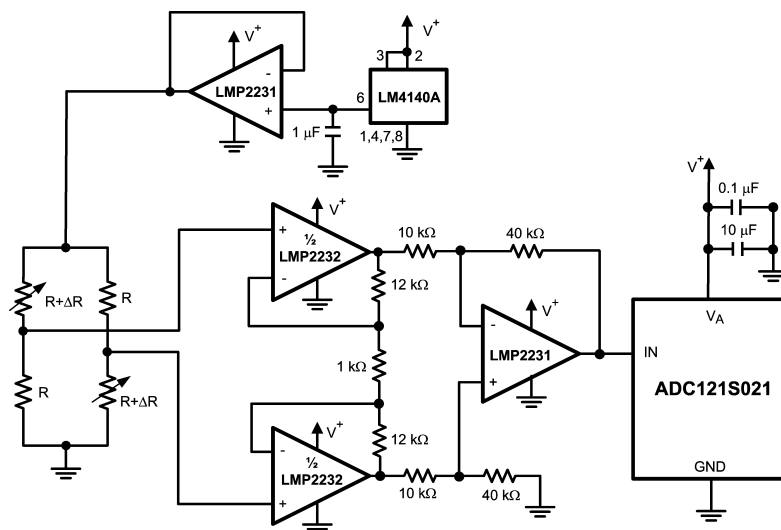 V+
V+
3
2
-
LMP2231
+
6
LM4140A
1 µF
1,4,7,8
V+
0.1 µF
10 µF
V+
+
½
LMP2232
-
10 kΩ
40 kΩ
12 kΩ
R+ΔR
R
V+
-
LMP2231
+
VA
IN
ADC121S021
1 kΩ
R
R+ΔR
V+
12 kΩ
-
½
LMP2232
+
10 kΩ
40 kΩ
GND